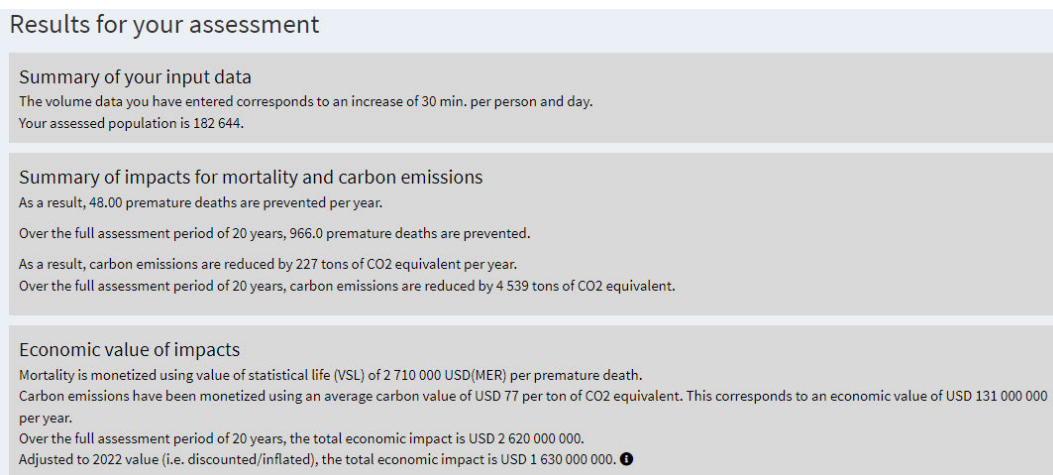 Results for your assessment
Summary of your input data
The volume data you have entered corresponds to an increase of 30 min. per person and day.
Your assessed population is 182 644.
Summary of impacts for mortality and carbon emissions
As a result, 48.00 premature deaths are prevented per year.
Over the full assessment period of 20 years, 966.0 premature deaths are prevented.
As a result, carbon emissions are reduced by 227 tons of CO2 equivalent per year.
Over the full assessment period of 20 years, carbon emissions are reduced by 4 539 tons of CO2 equivalent.
Economic value of impacts
Mortality is monetized using value of statistical life (VSL) of 2 710 000 USD(MER) per premature death.
Carbon emissions have been monetized using an average carbon value of USD 77 per ton of CO2 equivalent. This corresponds to an economic value of USD 131 000 000
per year.
Over the full assessment period of 20 years, the total economic impact is USD 2 620 000 000.
Adjusted to 2022 value (i.e. discounted/inflated), the total economic impact is USD 1 630 000 000.